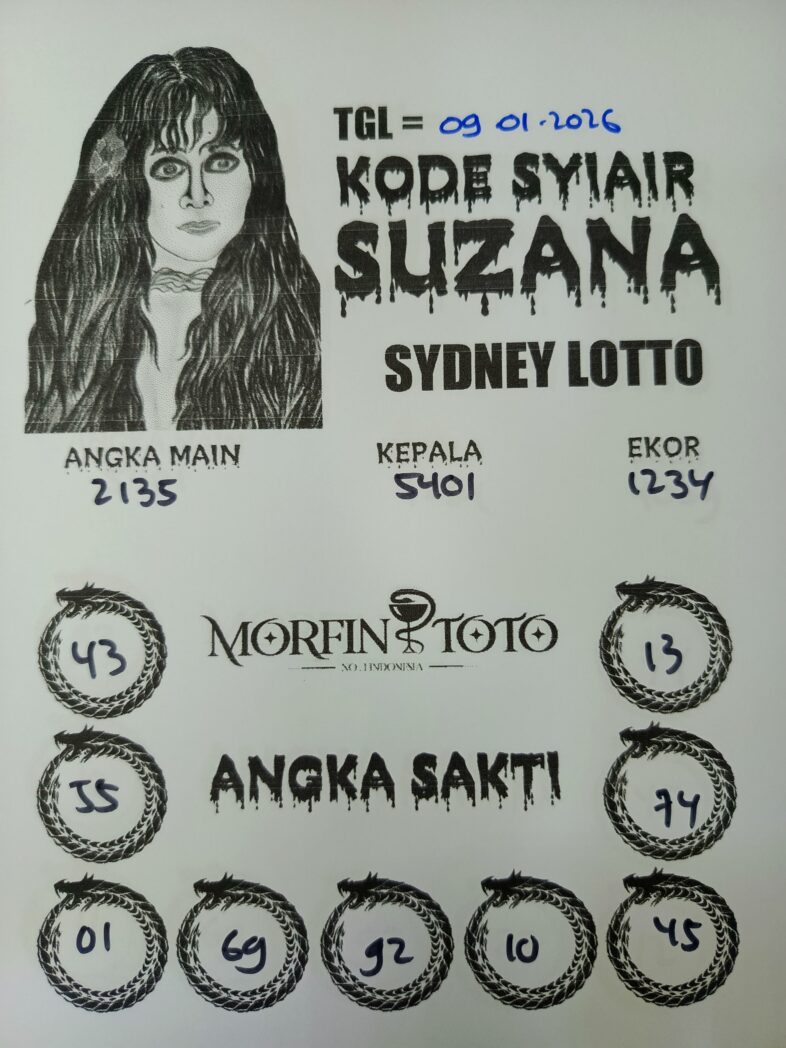 TGL = 09 01.2026
KODE SYIAIR
SUZANA
SYDNEY LOTTO
ANGKA MAIN KEPALA EKOR
2135 5401 1234
43 MORFIN TOTO 13
NO.1 INDONISIA
55 ANGKA SAKTI 74
01 69 92 10 45